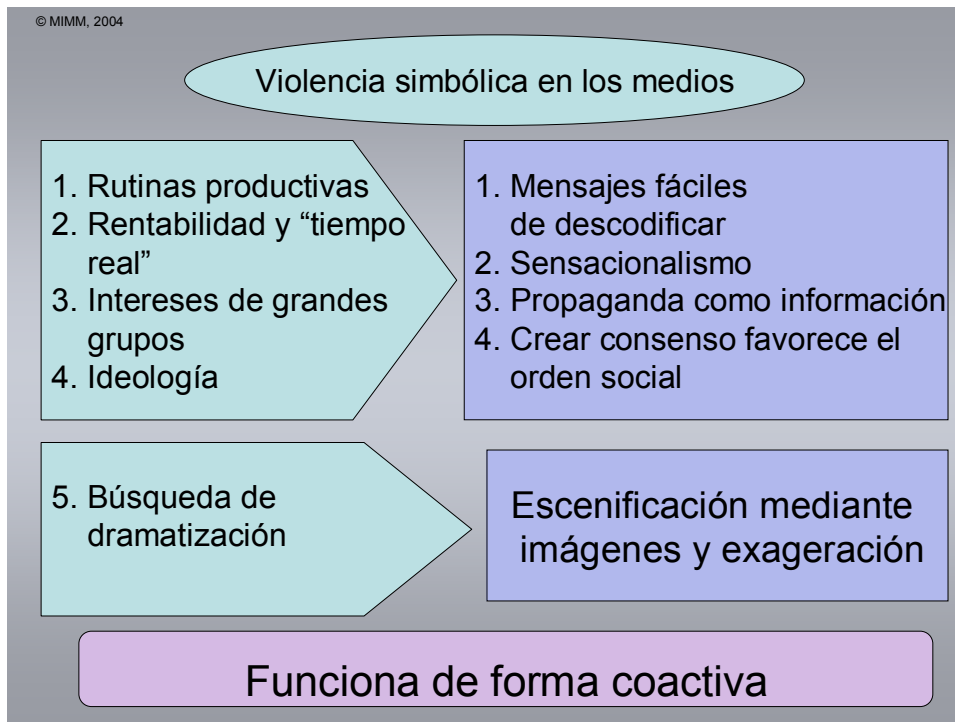 © MIMM, 2004
Violencia simbólica en los medios
1. Rutinas productivas
2. Rentabilidad y “tiempo
real”
3. Intereses de grandes
grupos
4. Ideología
1. Mensajes fáciles
de descodificar
2. Sensacionalismo
3. Propaganda como información
4. Crear consenso favorece el
orden social
5. Búsqueda de
dramatización
Escenificación mediante
imágenes y exageración
Funciona de forma coactiva